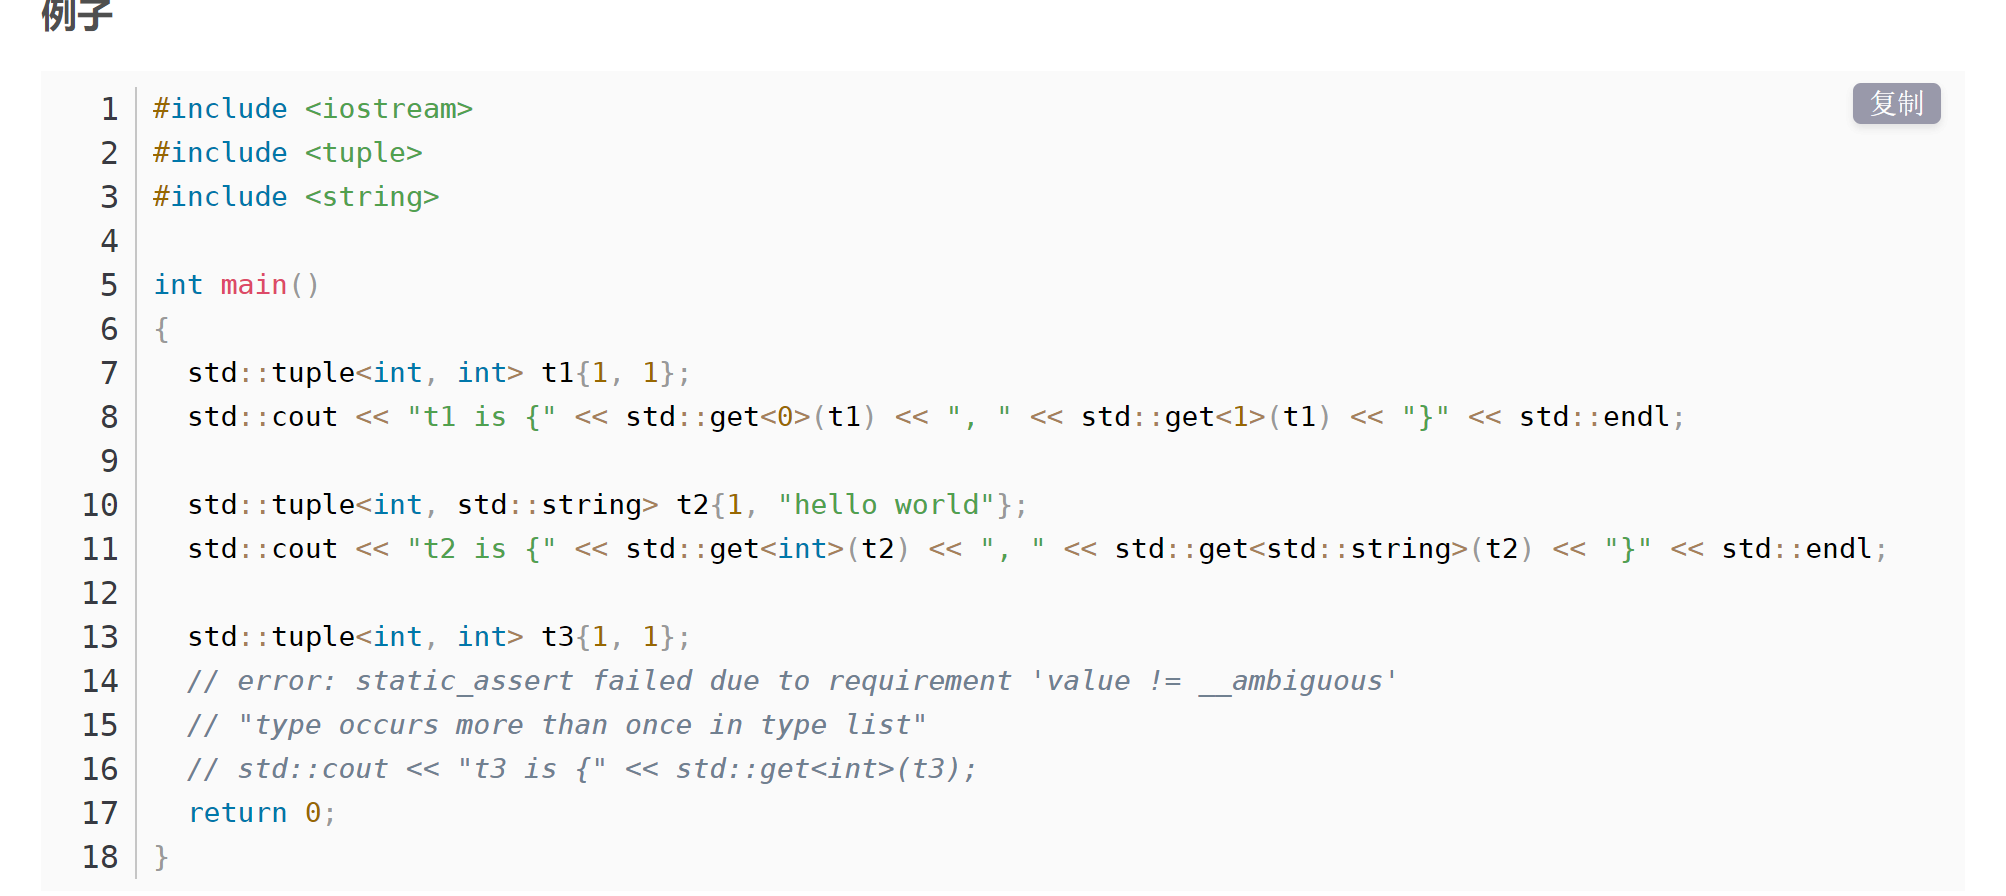 例子
复制
1 #include <iostream>
2 #include <tuple>
3 #include <string>
4
5 int main()
6 {
7   std::tuple<int, int> t1{1, 1};
8   std::cout << "t1 is {" << std::get<0>(t1) << ", " << std::get<1>(t1) << "}" << std::endl;
9
10   std::tuple<int, std::string> t2{1, "hello world"};
11   std::cout << "t2 is {" << std::get<int>(t2) << ", " << std::get<std::string>(t2) << "}" << std::endl;
12
13   std::tuple<int, int> t3{1, 1};
14   // error: static_assert failed due to requirement 'value != __ambiguous'
15   // "type occurs more than once in type list"
16   // std::cout << "t3 is {" << std::get<int>(t3);
17   return 0;
18 }